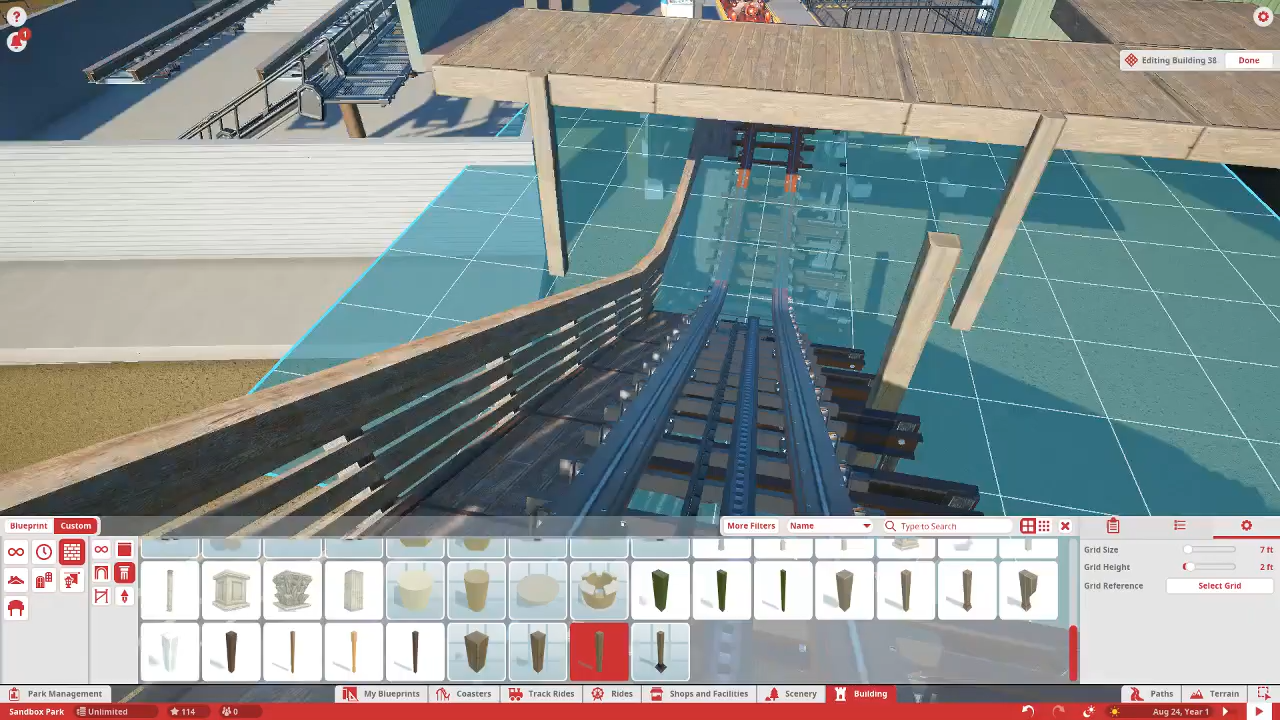 ?
1
Editing Building 38 Done
Blueprint Custom More Filters Name Type to Search
Grid Size 7 ft
Grid Height 2 ft
Grid Reference Select Grid
Park Management My Blueprints Coasters Track Rides Rides Shops and Facilities Scenery Building Paths Terrain
Sandbox Park Unlimited 114 0 Aug 24, Year 1